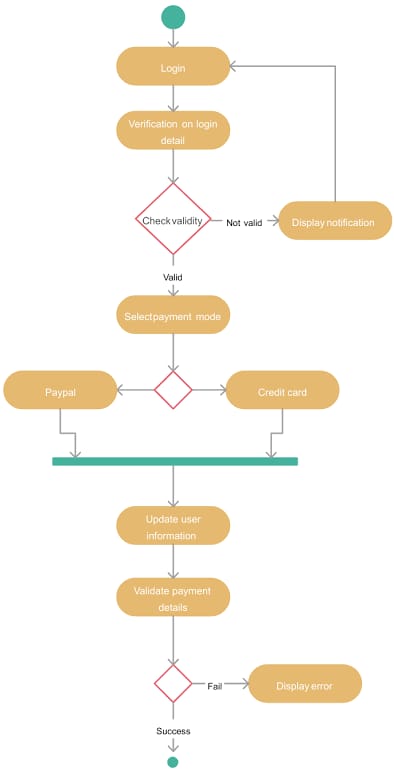 Login
Verification on login
detail
Check validity
Not valid
Display notification
Valid
Selectpayment mode
Paypal
Credit card
Update user
information
Validate payment
details
Fail
Display error
Success